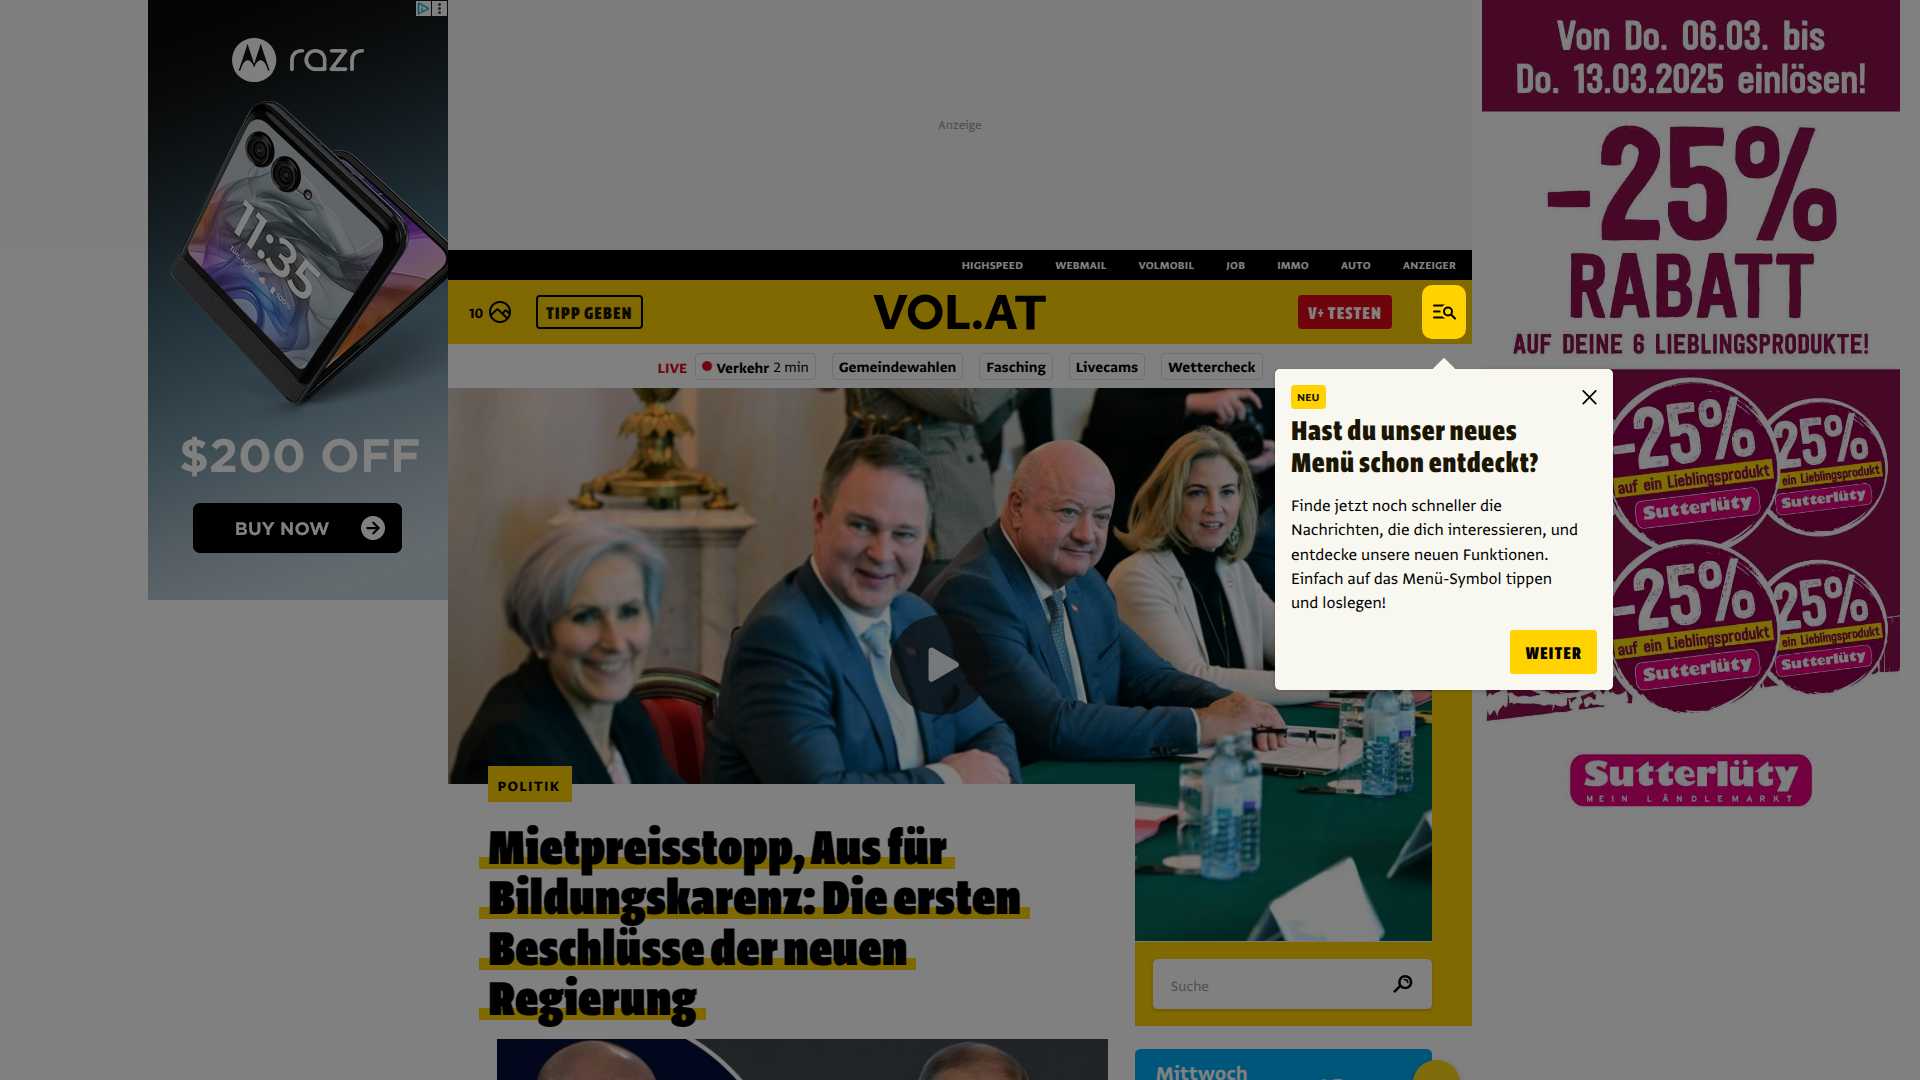 razr
11:35
$200 OFF
BUY NOW
Anzeige
HIGHSPEED WEBMAIL VOLMOBIL JOB IMMO AUTO ANZEIGER
10
TIPP GEBEN
VOL.AT
V+ TESTEN
LIVE
Verkehr 2 min
Gemeindewahlen
Fasching
Livecams
Wettercheck
NEU
Hast du unser neues
Menü schon entdeckt?
Finde jetzt noch schneller die
Nachrichten, die dich interessieren, und
entdecke unsere neuen Funktionen.
Einfach auf das Menü-Symbol tippen
und loslegen!
WEITER
POLITIK
Mietpreisstopp, Aus für
Bildungskarenz: Die ersten
Beschlüsse der neuen
Regierung
Suche
Mittwoch
Von Do. 06.03. bis
Do. 13.03.2025 einlösen!
-25%
RABATT
AUF DEINE 6 LIEBLINGSPRODUKTE!
-25%
auf ein Lieblingsprodukt
Sutterlüty
25%
ein Lieblingsprodukt
Sutterlüty
-25%
auf ein Lieblingsprodukt
Sutterlüty
25%
ein Lieblingsprodukt
Sutterlüty
Sutterlüty
MEIN LÄNDLEMARKT